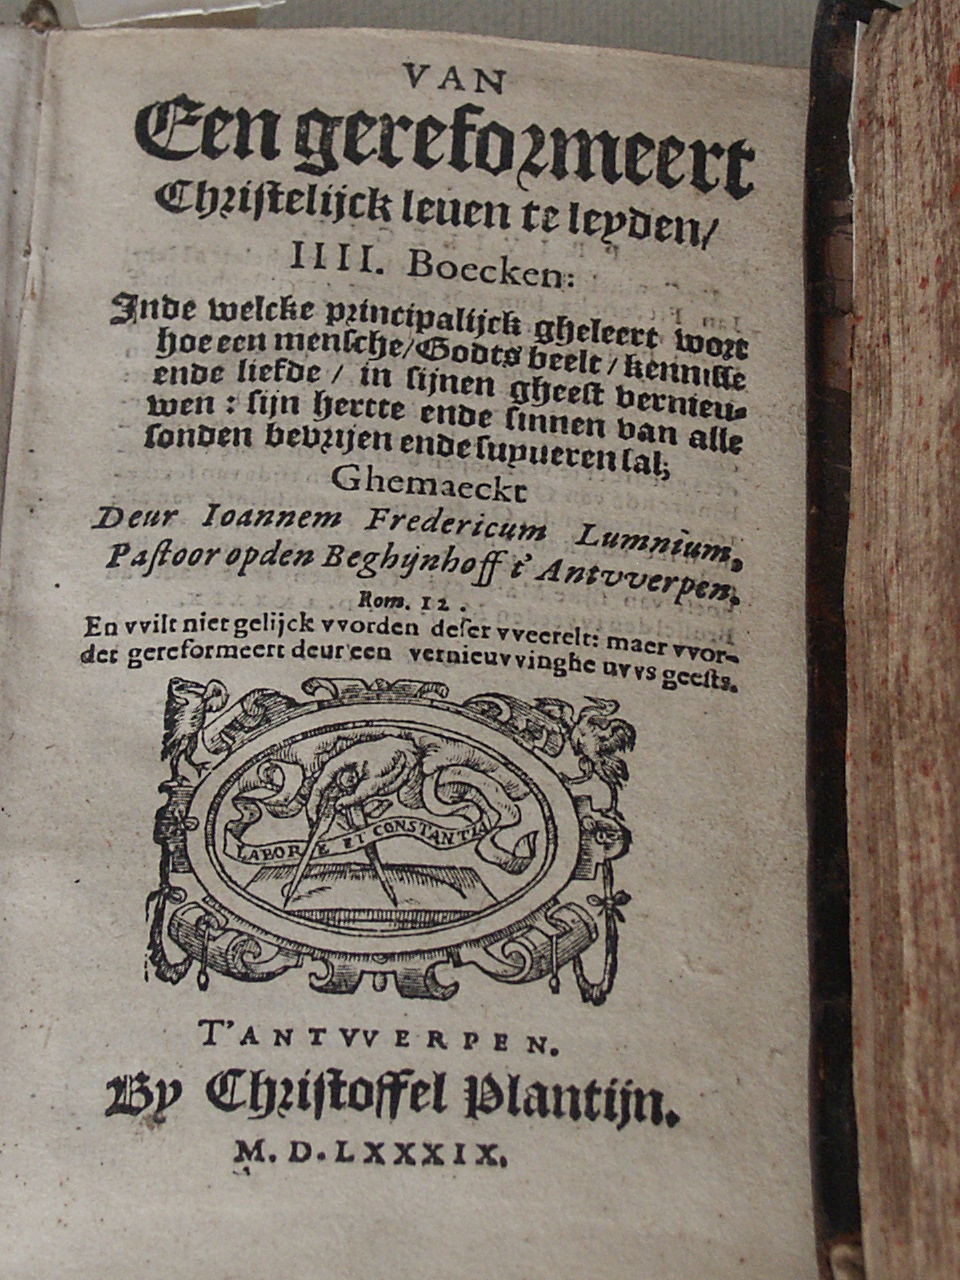 VAN
Een gereformeert
Christelijck leuen te leyden/
IIII. Boecken:
Inde welcke principalijck gheleert wort
hoe een mensche/Godts beelt/kennisse
ende liefde/ in sijnen gheest vernieu-
wen: sijn hertte ende sinnen van alle
sonden bevrijen ende suyueren sal;
Ghemaeckt
Deur Ioannem Fredericum Lumnium,
Pastoor opden Beghijnhoff t'Antvverpen.
Rom. 12.
En vvilt niet gelijck vvorden deser vveerelt: maer vvor-
det gereformeert deur een vernieuvvinghe uvvs geests.
LABORE ET CONSTANTIA
T'ANTVVERPEN.
By Christoffel Plantijn.
M. D. LXXXIX.